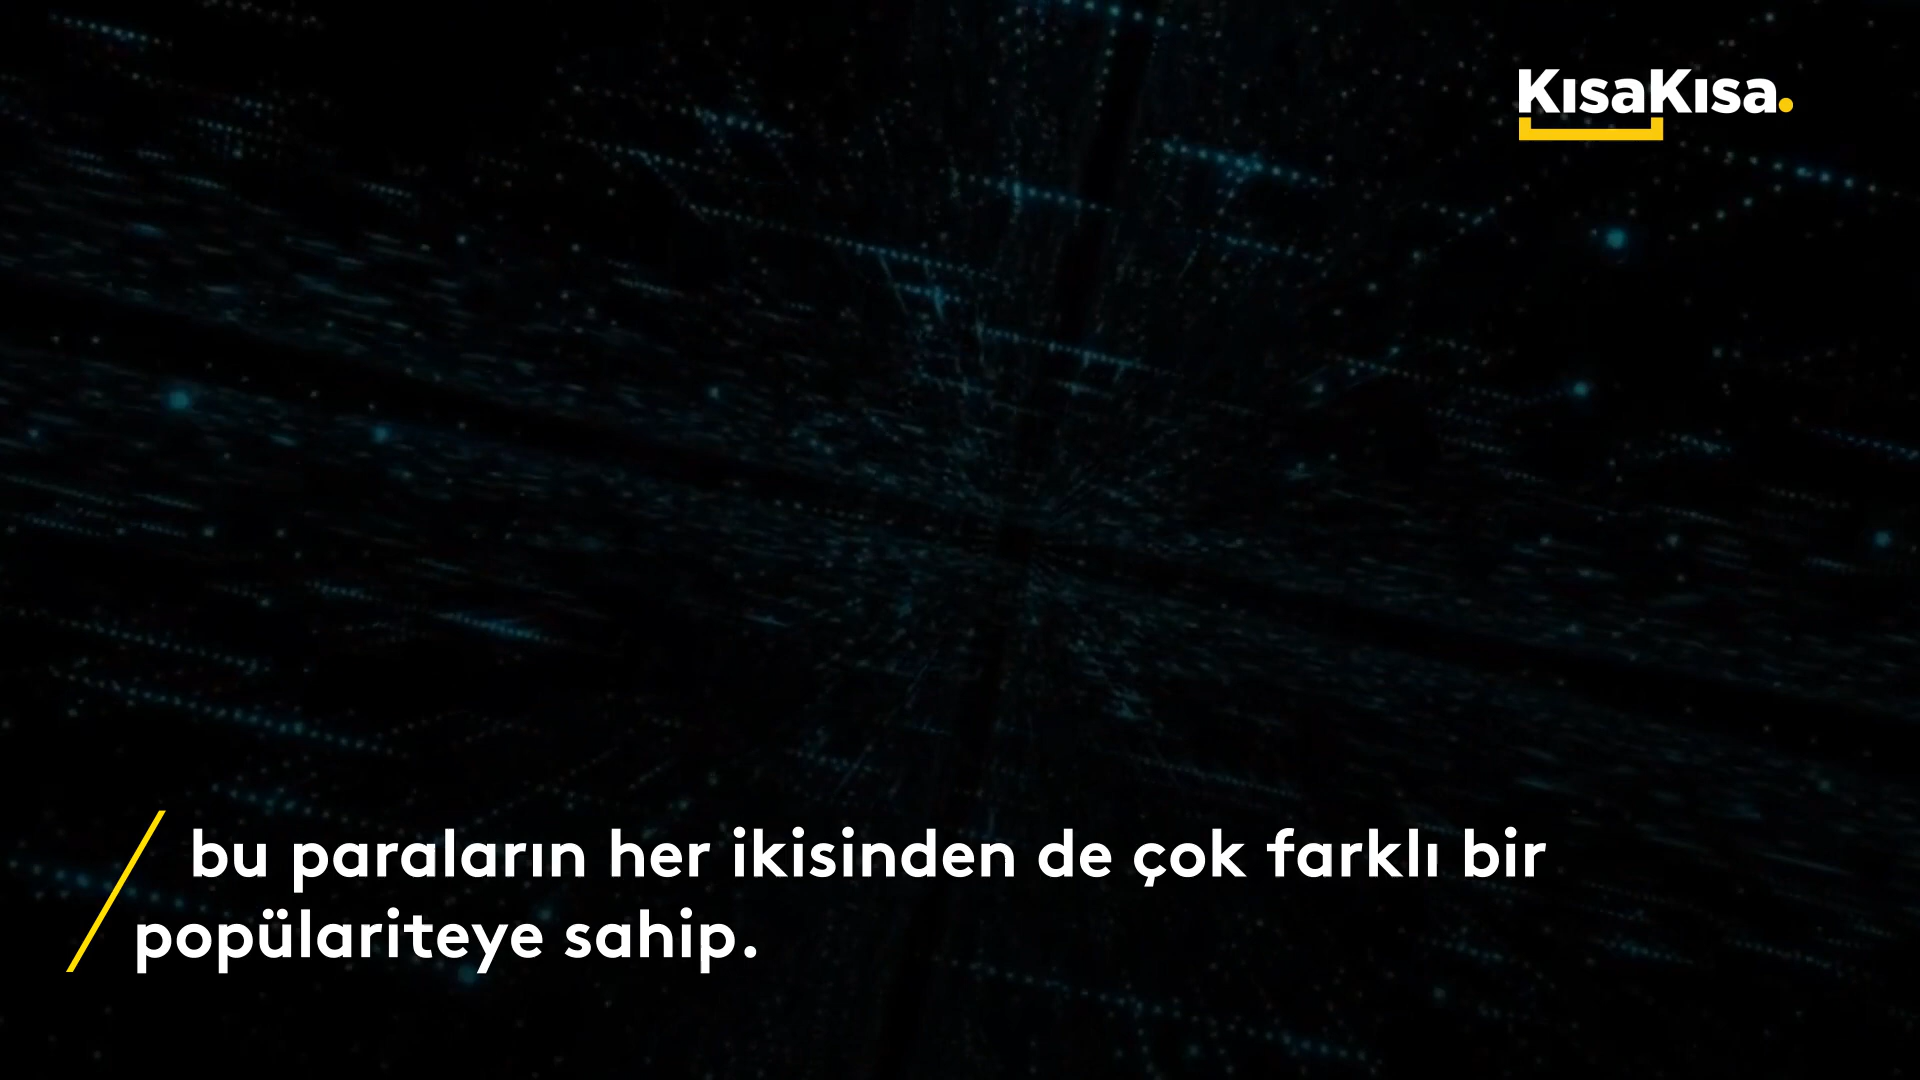 KısaKısa.
bu paraların her ikisinden de çok farklı bir
popülariteye sahip.